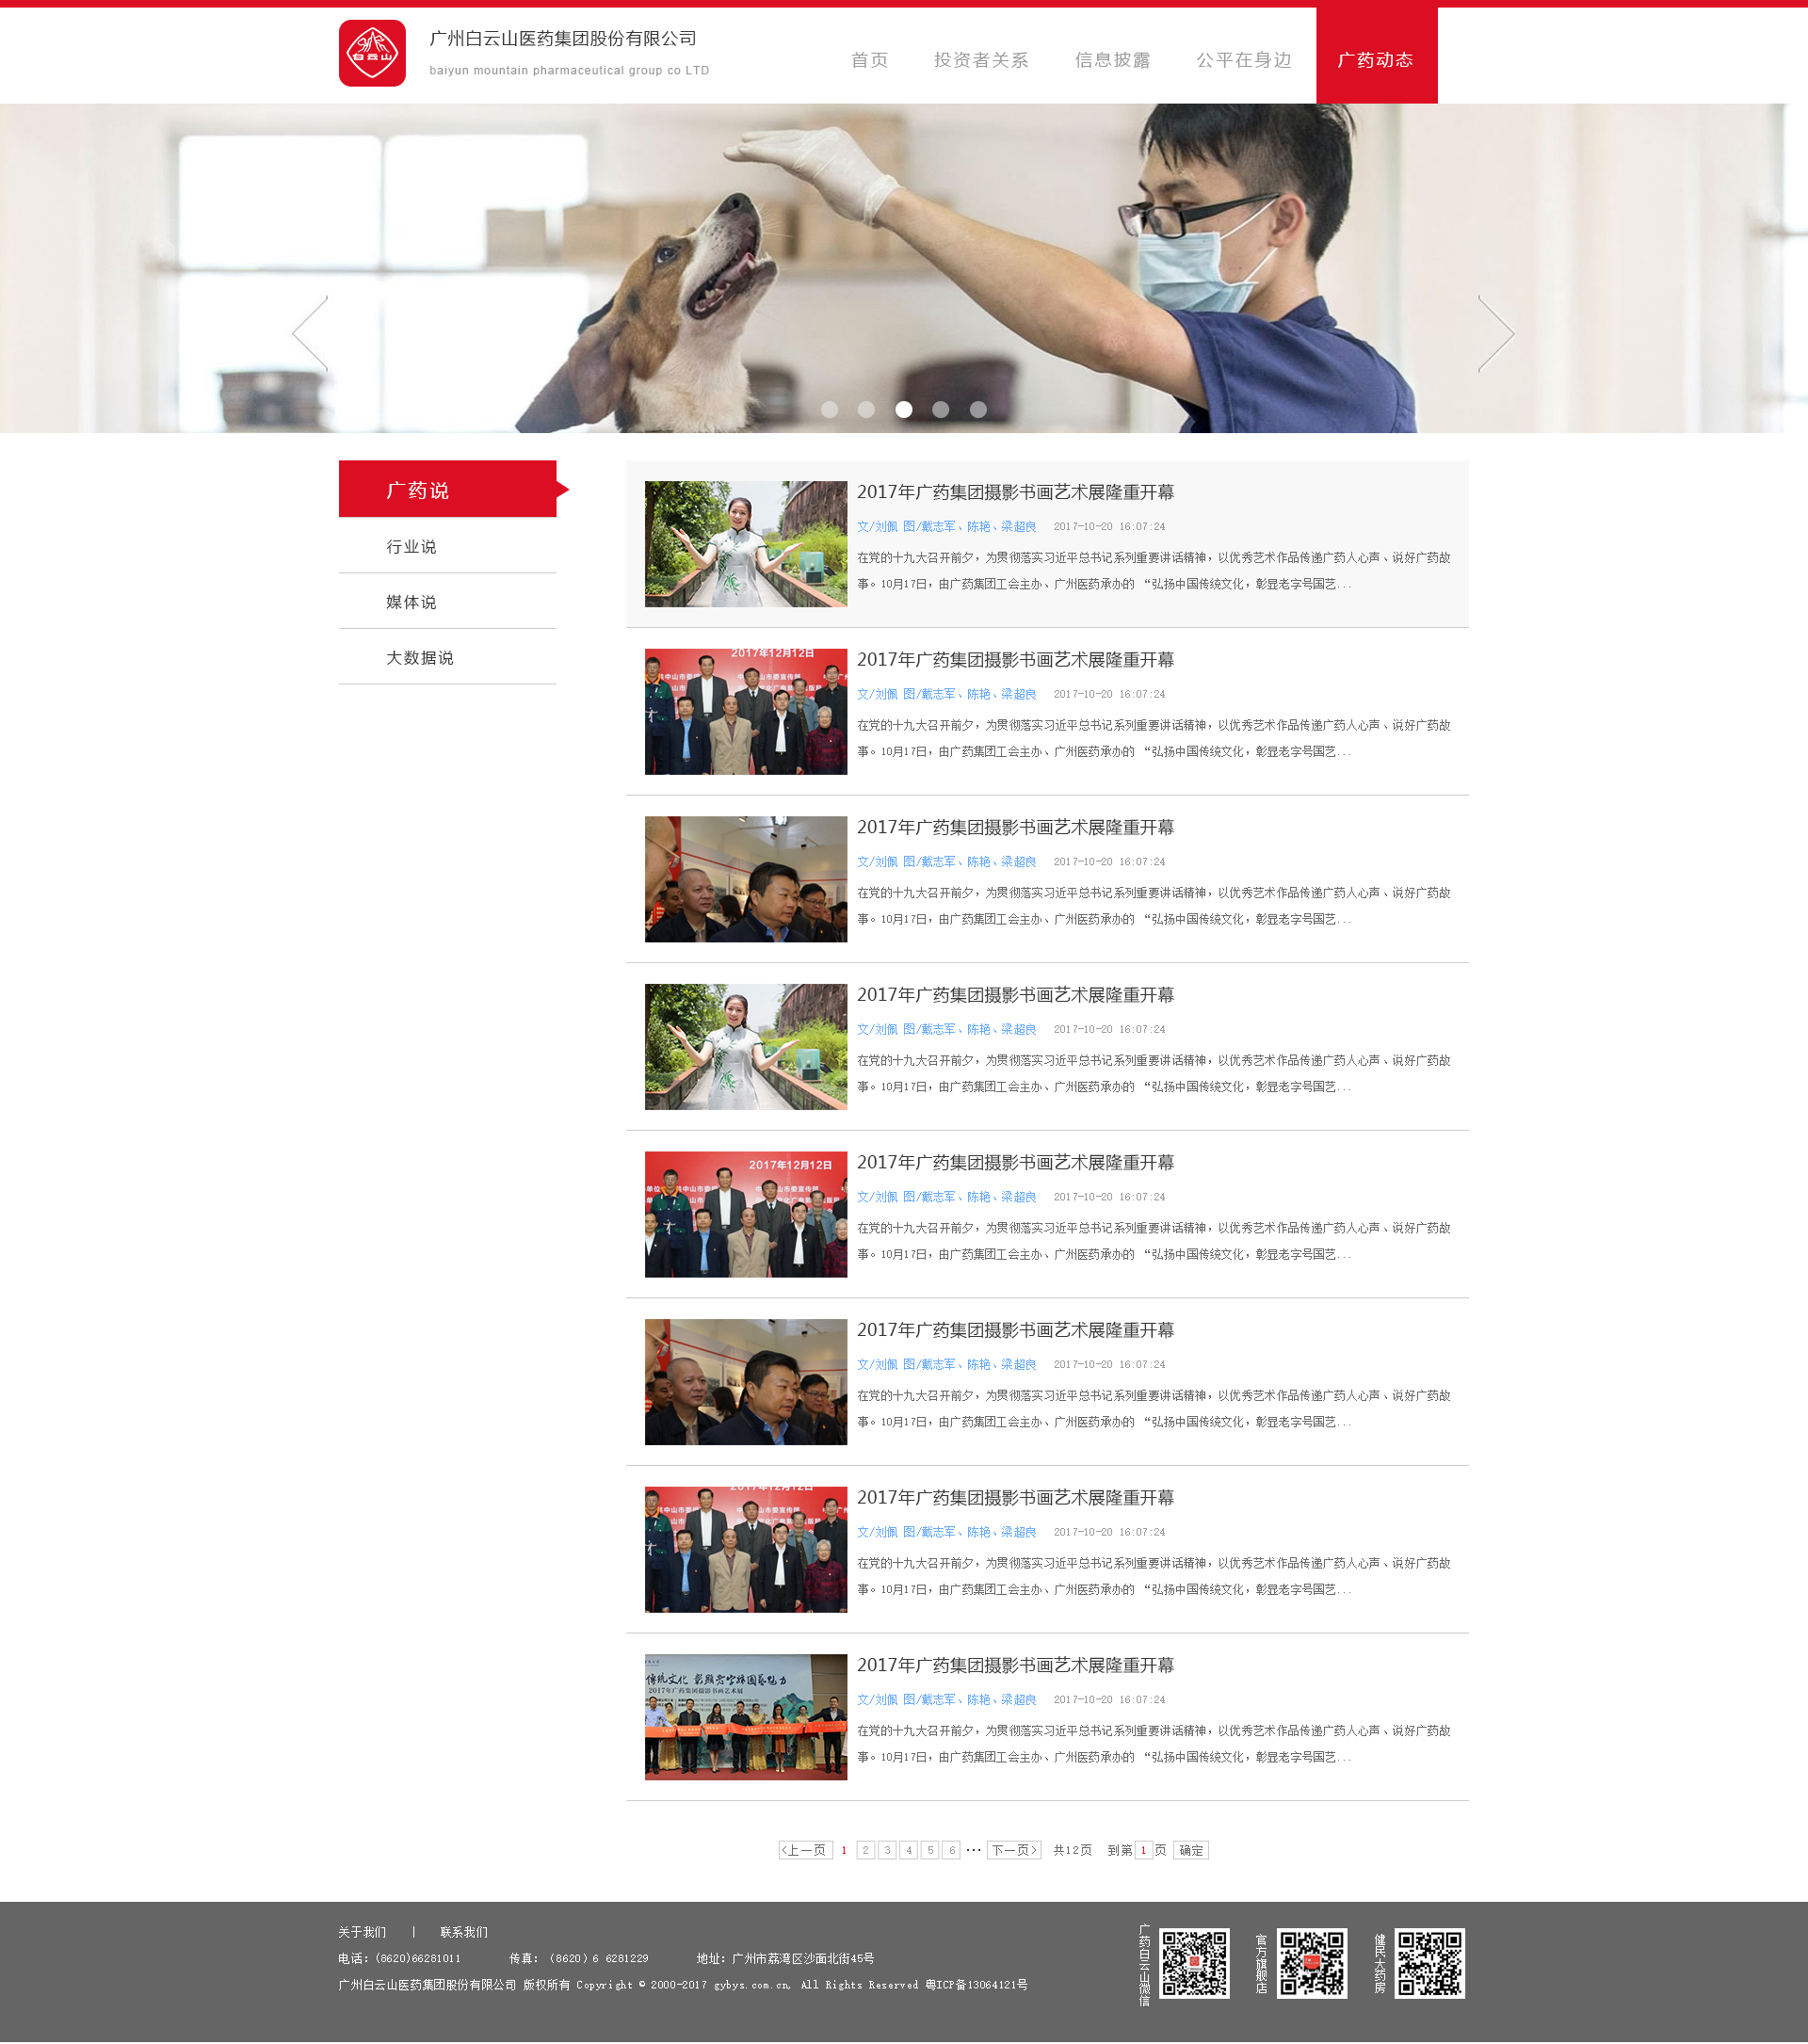 白云山
广州白云山医药集团股份有限公司
baiyun mountain pharmaceutical group co LTD
首页 投资者关系 信息披露 公平在身边 广药动态
广药说
行业说
媒体说
大数据说
2017年广药集团摄影书画艺术展隆重开幕
文/刘佩 图/戴志军、陈艳、梁超良 2017-10-20 16:07:24
在党的十九大召开前夕，为贯彻落实习近平总书记系列重要讲话精神，以优秀艺术作品传递广药人心声、说好广药故
事。10月17日，由广药集团工会主办、广州医药承办的 “弘扬中国传统文化，彰显老字号国艺...
2017年12月12日
2017年广药集团摄影书画艺术展隆重开幕
文/刘佩 图/戴志军、陈艳、梁超良 2017-10-20 16:07:24
在党的十九大召开前夕，为贯彻落实习近平总书记系列重要讲话精神，以优秀艺术作品传递广药人心声、说好广药故
事。10月17日，由广药集团工会主办、广州医药承办的 “弘扬中国传统文化，彰显老字号国艺...
2017年广药集团摄影书画艺术展隆重开幕
文/刘佩 图/戴志军、陈艳、梁超良 2017-10-20 16:07:24
在党的十九大召开前夕，为贯彻落实习近平总书记系列重要讲话精神，以优秀艺术作品传递广药人心声、说好广药故
事。10月17日，由广药集团工会主办、广州医药承办的 “弘扬中国传统文化，彰显老字号国艺...
2017年广药集团摄影书画艺术展隆重开幕
文/刘佩 图/戴志军、陈艳、梁超良 2017-10-20 16:07:24
在党的十九大召开前夕，为贯彻落实习近平总书记系列重要讲话精神，以优秀艺术作品传递广药人心声、说好广药故
事。10月17日，由广药集团工会主办、广州医药承办的 “弘扬中国传统文化，彰显老字号国艺...
2017年12月12日
2017年广药集团摄影书画艺术展隆重开幕
文/刘佩 图/戴志军、陈艳、梁超良 2017-10-20 16:07:24
在党的十九大召开前夕，为贯彻落实习近平总书记系列重要讲话精神，以优秀艺术作品传递广药人心声、说好广药故
事。10月17日，由广药集团工会主办、广州医药承办的 “弘扬中国传统文化，彰显老字号国艺...
2017年广药集团摄影书画艺术展隆重开幕
文/刘佩 图/戴志军、陈艳、梁超良 2017-10-20 16:07:24
在党的十九大召开前夕，为贯彻落实习近平总书记系列重要讲话精神，以优秀艺术作品传递广药人心声、说好广药故
事。10月17日，由广药集团工会主办、广州医药承办的 “弘扬中国传统文化，彰显老字号国艺...
2017年广药集团摄影书画艺术展隆重开幕
文/刘佩 图/戴志军、陈艳、梁超良 2017-10-20 16:07:24
在党的十九大召开前夕，为贯彻落实习近平总书记系列重要讲话精神，以优秀艺术作品传递广药人心声、说好广药故
事。10月17日，由广药集团工会主办、广州医药承办的 “弘扬中国传统文化，彰显老字号国艺...
2017年广药集团摄影书画艺术展
2017年广药集团摄影书画艺术展隆重开幕
文/刘佩 图/戴志军、陈艳、梁超良 2017-10-20 16:07:24
在党的十九大召开前夕，为贯彻落实习近平总书记系列重要讲话精神，以优秀艺术作品传递广药人心声、说好广药故
事。10月17日，由广药集团工会主办、广州医药承办的 “弘扬中国传统文化，彰显老字号国艺...
<上一页 1 2 3 4 5 6 ··· 下一页> 共12页 到第 1 页 确定
关于我们 | 联系我们
电话：(8620)66281011 传真：（8620）6 6281229 地址：广州市荔湾区沙面北街45号
广州白云山医药集团股份有限公司 版权所有 Copyright © 2000-2017 gybys.com.cn, All Rights Reserved 粤ICP备13064121号
广药白云山微信
官方旗舰店
健民大药房